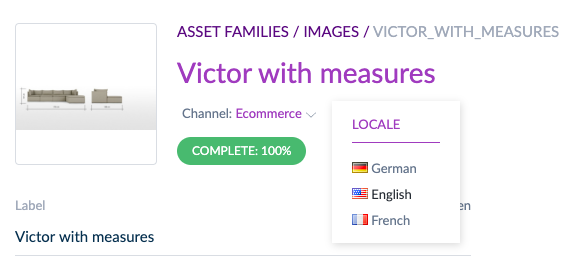 ASSET FAMILIES / IMAGES / VICTOR_WITH_MEASURES
Victor with measures
Channel: Ecommerce
LOCALE
COMPLETE: 100%
German
English
French
Label
en
Victor with measures